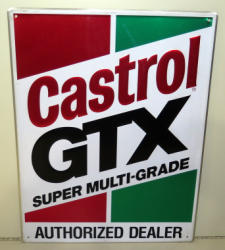 Castrol
GTX
SUPER MULTI-GRADE
AUTHORIZED DEALER